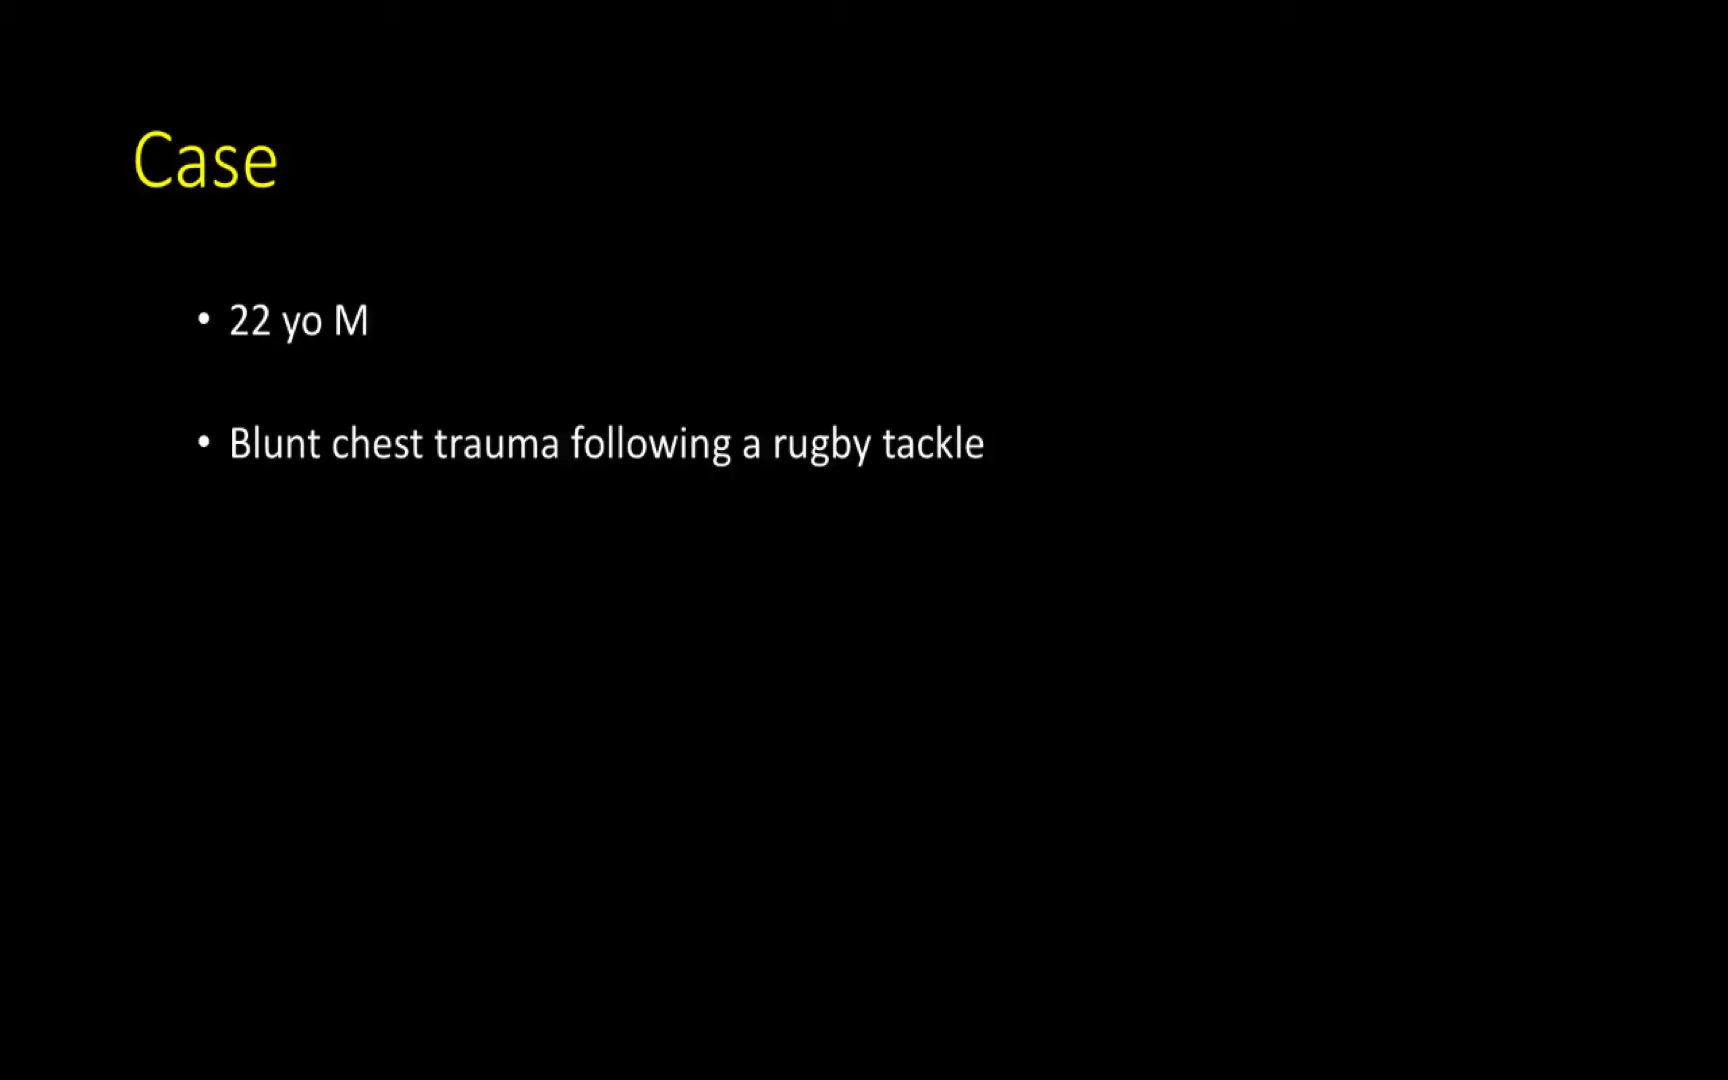 Case
• 22 yo M
• Blunt chest trauma following a rugby tackle